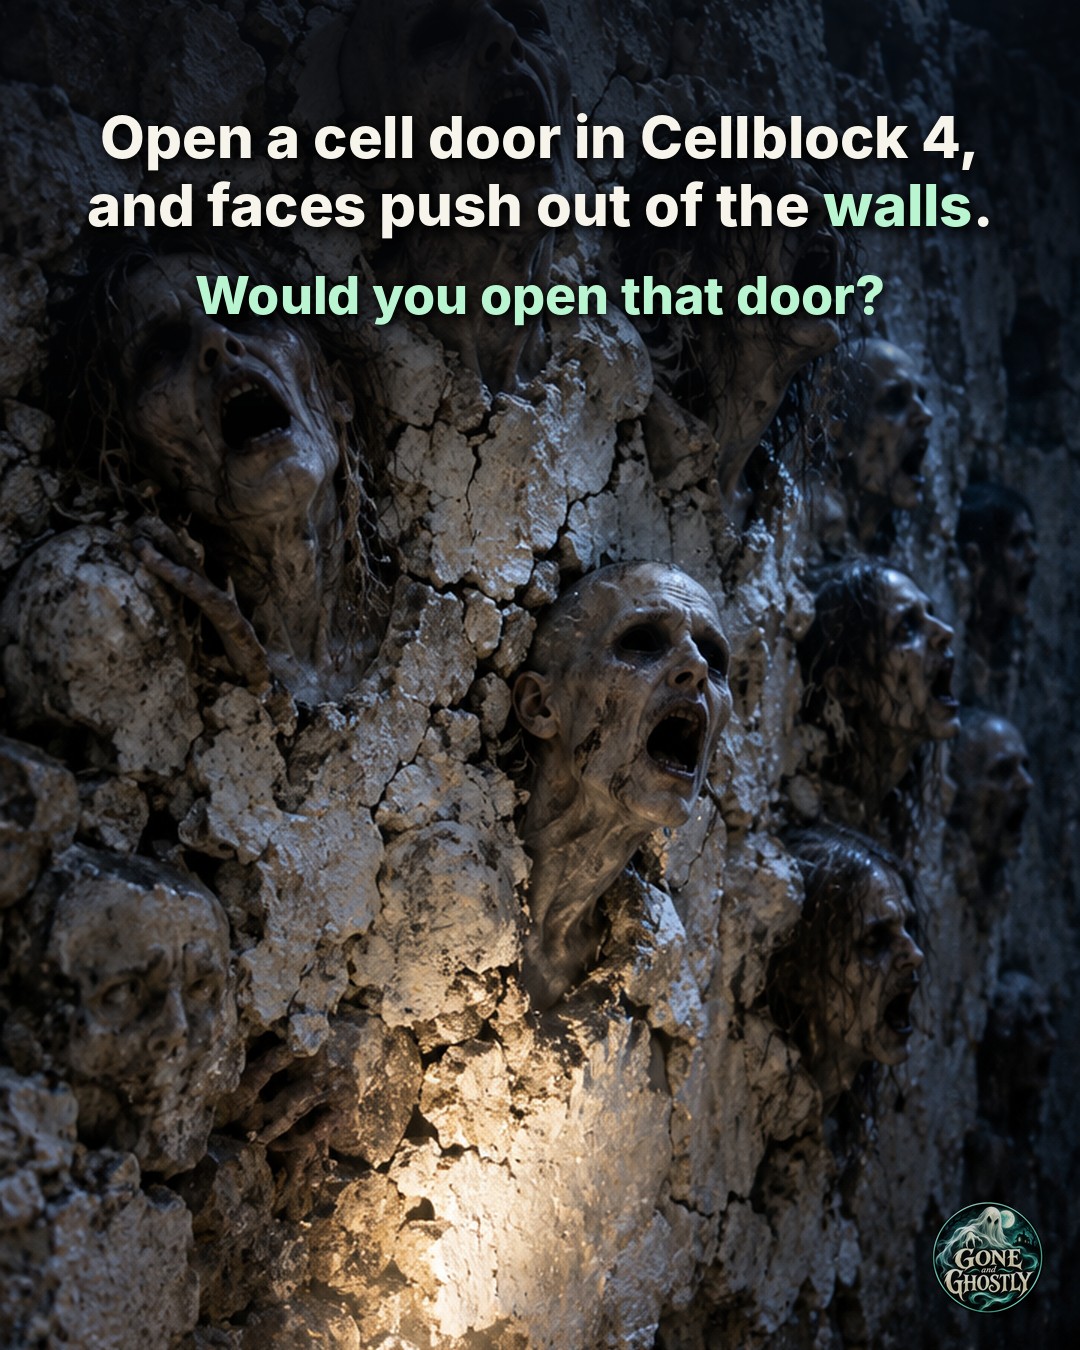 Open a cell door in Cellblock 4,
and faces push out of the walls.
Would you open that door?
GONE
and
GHOSTLY